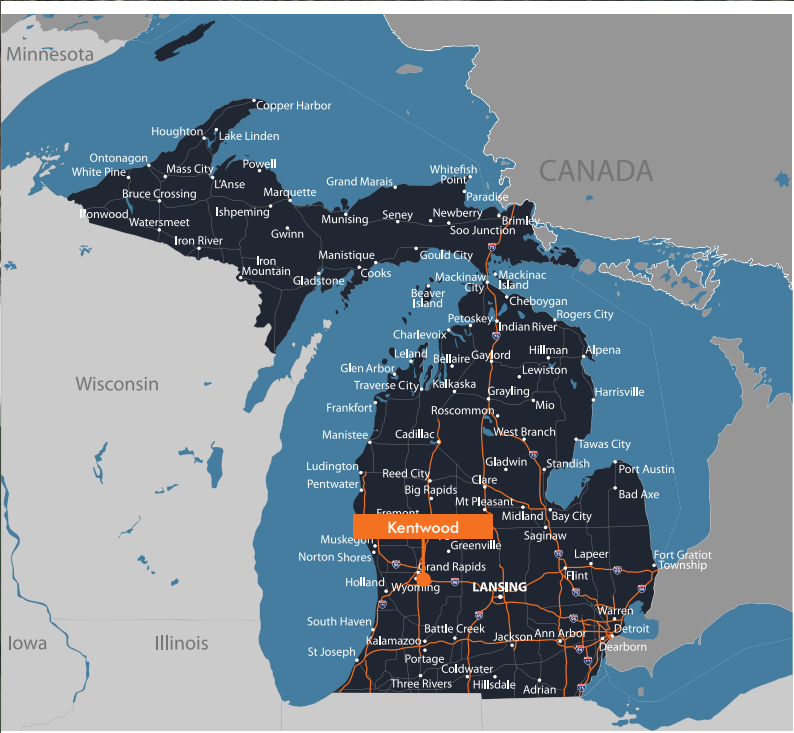 Minnesota
Copper Harbor
Houghton
Lake Linden
Ontonagon
White Pine
Mass City
L'Anse
Powell
Bruce Crossing
Marquette
Grand Marais
Whitefish
Point
CANADA
Paradise
Ironwood
Watersmeet
Ishpeming
Munising
Seney
Newberry
Soo Junction
Brimley
Iron River
Gwinn
Iron
Mountain
Manistique
Gladstone
Cooks
Gould City
75
Mackinaw
City
Mackinac
Island
Beaver
Island
Cheboygan
Petoskey
Indian River
Rogers City
Charlevoix
75
Leland
Bellaire
Gaylord
Hillman
Alpena
Glen Arbor
Lewiston
Traverse City
Kalkaska
Wisconsin
Grayling
Mio
Harrisville
Frankfort
Roscommon
Manistee
Cadillac
West Branch
Tawas City
75
Ludington
Reed City
Gladwin
Standish
Port Austin
Pentwater
Big Rapids
Clare
Bad Axe
Mt Pleasant
Midland
Bay City
Fremont
Kentwood
Saginaw
Muskegon
Norton Shores
Greenville
Lapeer
Fort Gratiot
Township
Grand Rapids
Flint
Holland
Wyoming
LANSING
South Haven
Warren
Iowa
Illinois
Kalamazoo
Battle Creek
Jackson
Ann Arbor
Detroit
Dearborn
St Joseph
Portage
Coldwater
Three Rivers
Hillsdale
Adrian